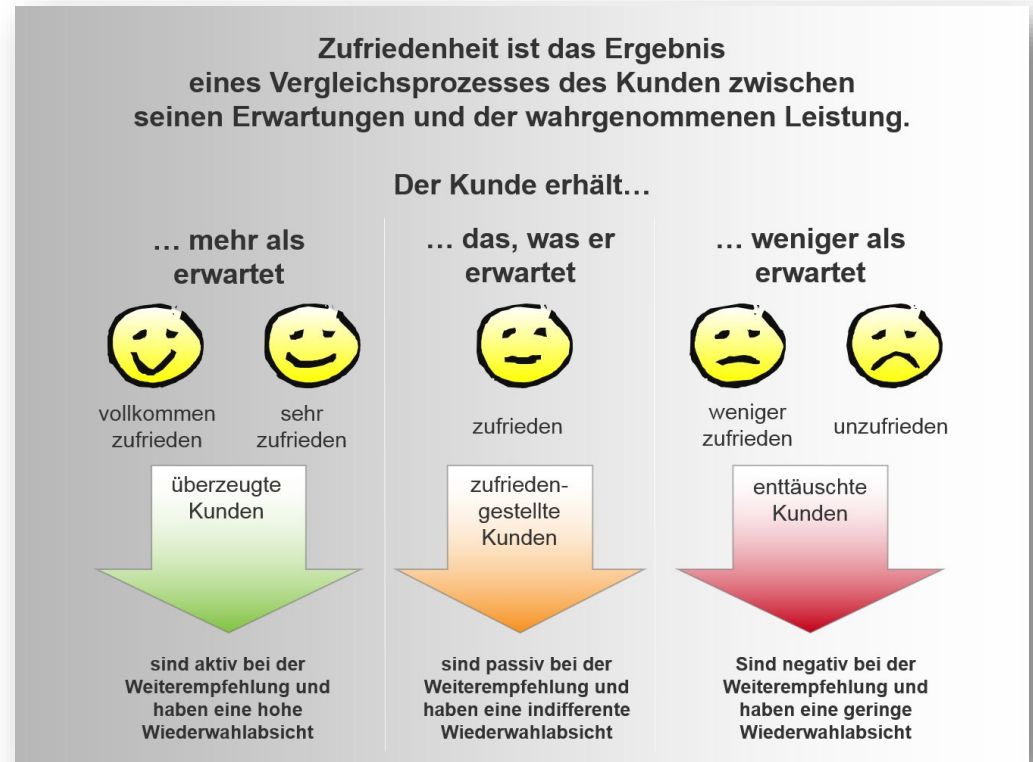 Zufriedenheit ist das Ergebnis
eines Vergleichsprozesses des Kunden zwischen
seinen Erwartungen und der wahrgenommenen Leistung.
Der Kunde erhält…
… mehr als
erwartet
vollkommen
zufrieden
sehr
zufrieden
überzeugte
Kunden
sind aktiv bei der
Weiterempfehlung und
haben eine hohe
Wiederwahlabsicht
… das, was er
erwartet
zufrieden
zufrieden-
gestellte
Kunden
sind passiv bei der
Weiterempfehlung und
haben eine indifferente
Wiederwahlabsicht
… weniger als
erwartet
weniger
zufrieden
unzufrieden
enttäuschte
Kunden
Sind negativ bei der
Weiterempfehlung und
haben eine geringe
Wiederwahlabsicht